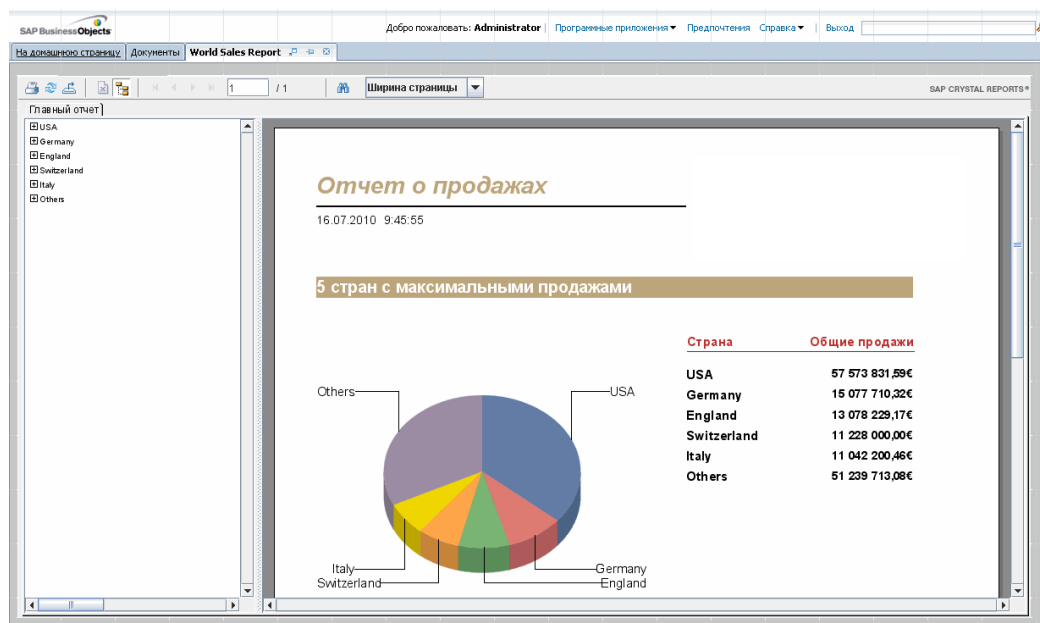 SAP BusinessObjects
Добро пожаловать: Administrator | Программные приложения Предпочтения Справка | Выход
На домашнюю страницу Документы World Sales Report
1 / 1 Ширина страницы SAP CRYSTAL REPORTS®
Главный отчет
USA
Germany
England
Switzerland
Italy
Others
Отчет о продажах
16.07.2010 9:45:55
5 стран с максимальными продажами
Страна Общие продажи
USA 57 573 831,59€
Germany 15 077 710,32€
England 13 078 229,17€
Switzerland 11 228 000,00€
Italy 11 042 200,46€
Others 51 239 713,08€
Others
USA
Italy
Germany
Switzerland
England